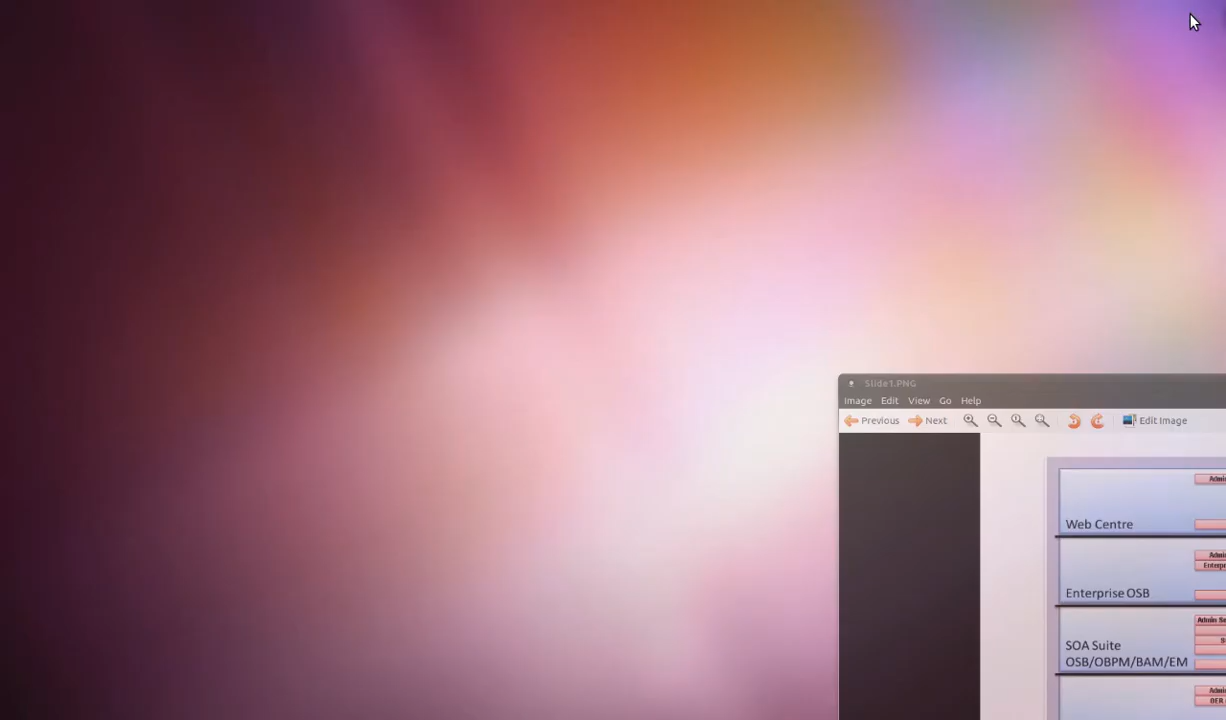 Slide1.PNG
Image Edit View Go Help
Previous Next Edit Image
Web Centre
Enterprise OSB
SOA Suite
OSB/OBPM/BAM/EM